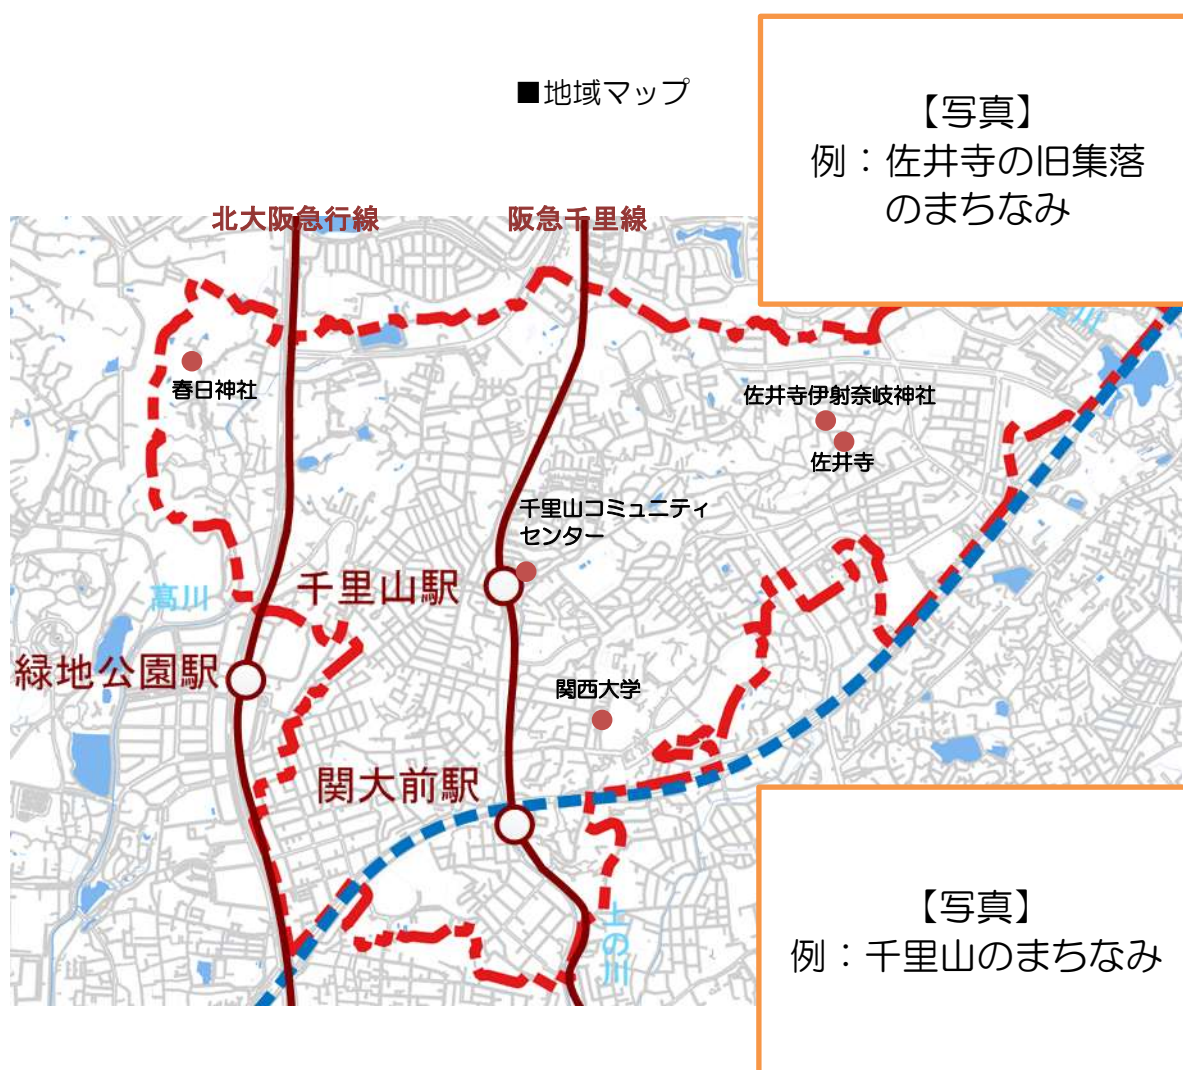 ■地域マップ
【写真】
例：佐井寺の旧集落
のまちなみ
北大阪急行線
阪急千里線
春日神社
佐井寺伊射奈岐神社
佐井寺
千里山コミュニティ
センター
千里山駅
高川
緑地公園駅
関西大学
関大前駅
上の川
【写真】
例：千里山のまちなみ